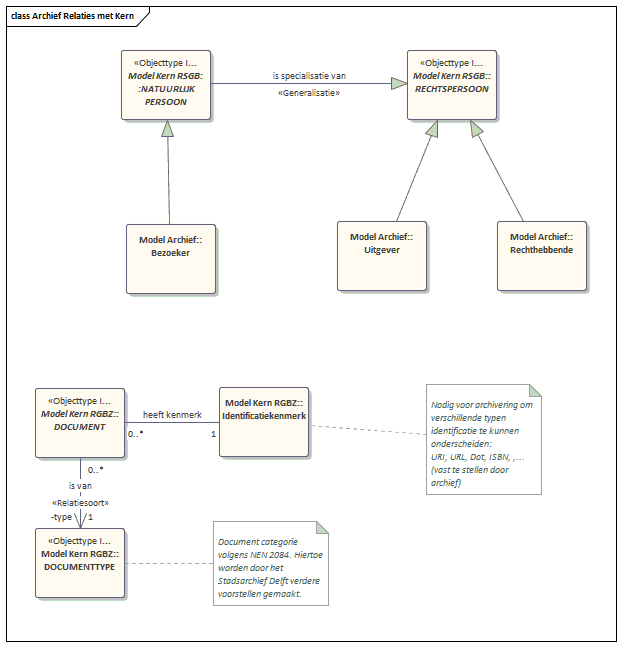 class Archief Relaties met Kern
«Objecttype I...
Model Kern RSGB:
:NATUURLIJK
PERSOON
is specialisatie van
«Generalisatie»
«Objecttype I...
Model Kern RSGB::
RECHTSPERSOON
Model Archief::
Bezoeker
Model Archief::
Uitgever
Model Archief::
Rechthebbende
«Objecttype I...
Model Kern RGBZ::
DOCUMENT
heeft kenmerk
0..*
1
Model Kern RGBZ::
Identificatiekenmerk
Nodig voor archivering om
verschillende typen
identificatie te kunnen
onderscheiden:
URI, URL, Dot, ISBN, ,...
(vast te stellen door
archief)
0..*
is van
«Relatiesoort»
-type
1
«Objecttype I...
Model Kern RGBZ::
DOCUMENTTYPE
Document categorie
volgens NEN 2084. Hiertoe
worden door het
Stadsarchief Delft verdere
voorstellen gemaakt.